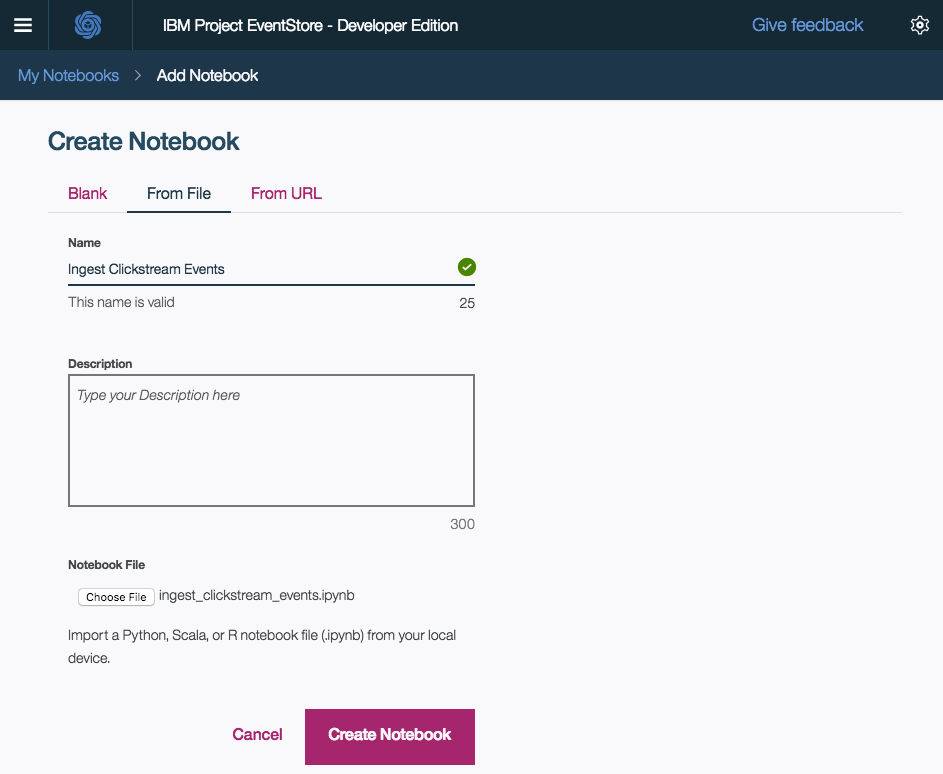 IBM Project EventStore - Developer Edition
Give feedback
My Notebooks > Add Notebook
Create Notebook
Blank From File From URL
Name
Ingest Clickstream Events
This name is valid 25
Description
Type your Description here
300
Notebook File
Choose File ingest_clickstream_events.ipynb
Import a Python, Scala, or R notebook file (.ipynb) from your local
device.
Cancel Create Notebook